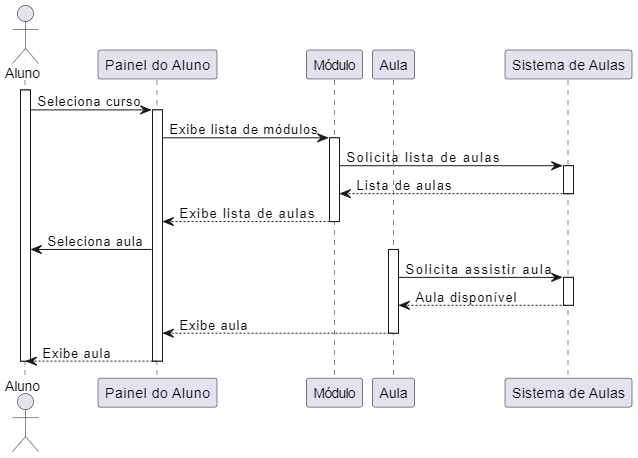 Aluno
Painel do Aluno
Módulo
Aula
Sistema de Aulas
Seleciona curso
Exibe lista de módulos
Solicita lista de aulas
Lista de aulas
Exibe lista de aulas
Seleciona aula
Solicita assistir aula
Aula disponível
Exibe aula
Exibe aula
Aluno
Painel do Aluno
Módulo
Aula
Sistema de Aulas